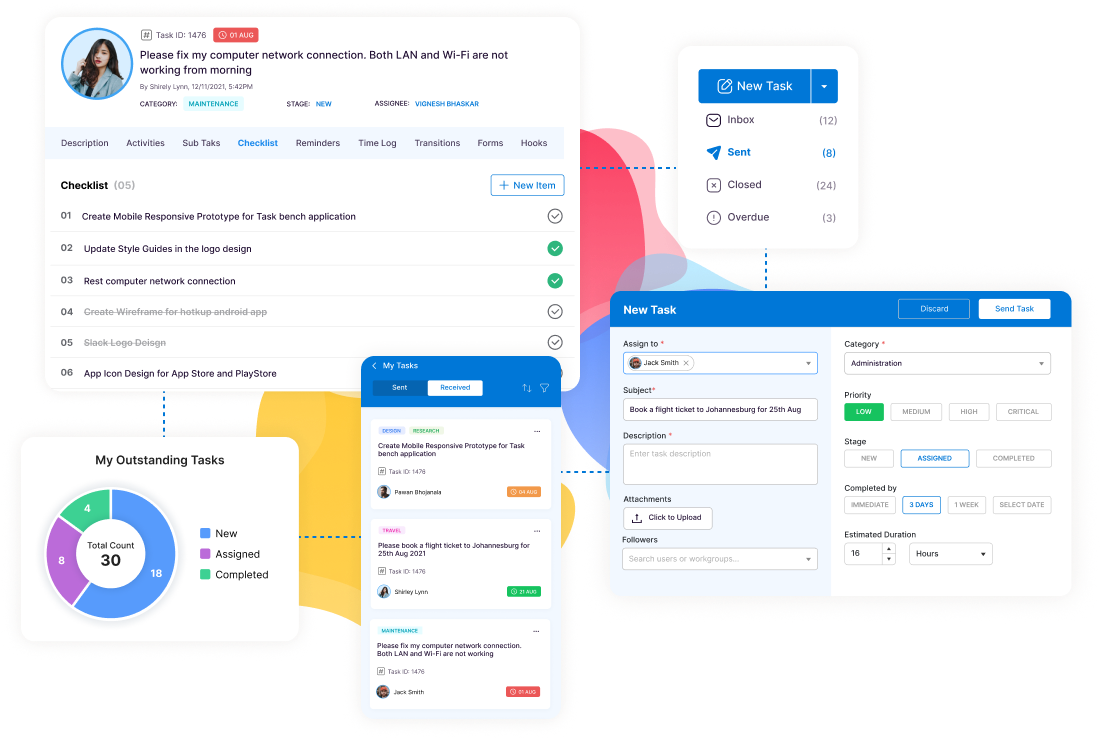 Task ID: 1476 01 AUG
Please fix my computer network connection. Both LAN and Wi-Fi are not
working from morning
By Shirely Lynn, 12/11/2021, 5:42PM
CATEGORY: MAINTENANCE STAGE: NEW ASSIGNEE: VIGNESH BHASKAR
Description Activities Sub Taks Checklist Reminders Time Log Transitions Forms Hooks
Checklist (05) + New Item
01 Create Mobile Responsive Prototype for Task bench application
02 Update Style Guides in the logo design
03 Rest computer network connection
04 Create Wireframe for hotkup android app
05 Slack Logo Deisgn
06 App Icon Design for App Store and PlayStore
New Task
Inbox (12)
Sent (8)
Closed (24)
Overdue (3)
New Task Discard Send Task
Assign to *
Jack Smith
Subject*
Book a flight ticket to Johannesburg for 25th Aug
Description *
Enter task description
Attachments
Click to Upload
Followers
Search users or workgroups...
Category *
Administration
Priority
LOW MEDIUM HIGH CRITICAL
Stage
NEW ASSIGNED COMPLETED
Completed by
IMMEDIATE 3 DAYS 1 WEEK SELECT DATE
Estimated Duration
16 Hours
My Tasks
Sent Received
DESIGN RESEARCH
Create Mobile Responsive Prototype for Task
bench application
Task ID: 1476
Pawan Bhojanala 04 AUG
TRAVEL
Please book a flight ticket to Johannesburg for
25th Aug 2021
Task ID: 1476
Shirley Lynn 21 AUG
MAINTENANCE
Please fix my computer network connection.
Both LAN and Wi-Fi are not working
Task ID: 1476
Jack Smith 01 AUG
My Outstanding Tasks
4
8
18
Total Count
30
New
Assigned
Completed